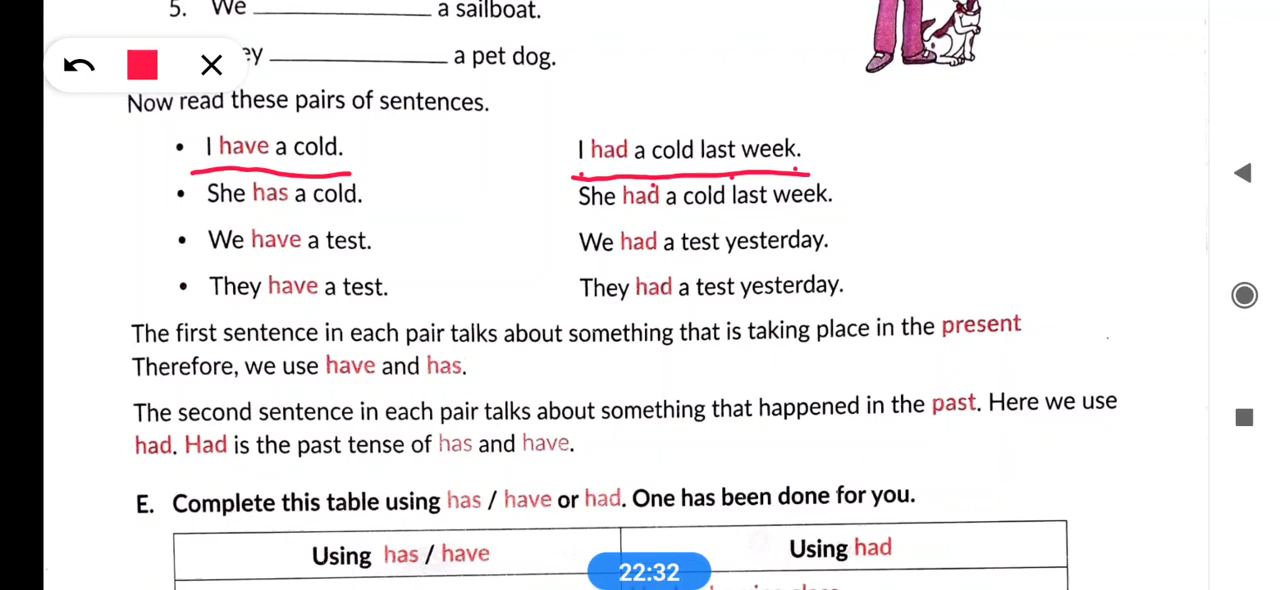 5. We ____________ a sailboat.
ey ____________ a pet dog.
Now read these pairs of sentences.
• I have a cold. I had a cold last week.
• She has a cold. She had a cold last week.
• We have a test. We had a test yesterday.
• They have a test. They had a test yesterday.
The first sentence in each pair talks about something that is taking place in the present
Therefore, we use have and has.
The second sentence in each pair talks about something that happened in the past. Here we use
had. Had is the past tense of has and have.
E. Complete this table using has / have or had. One has been done for you.
Using has / have Using had
22:32